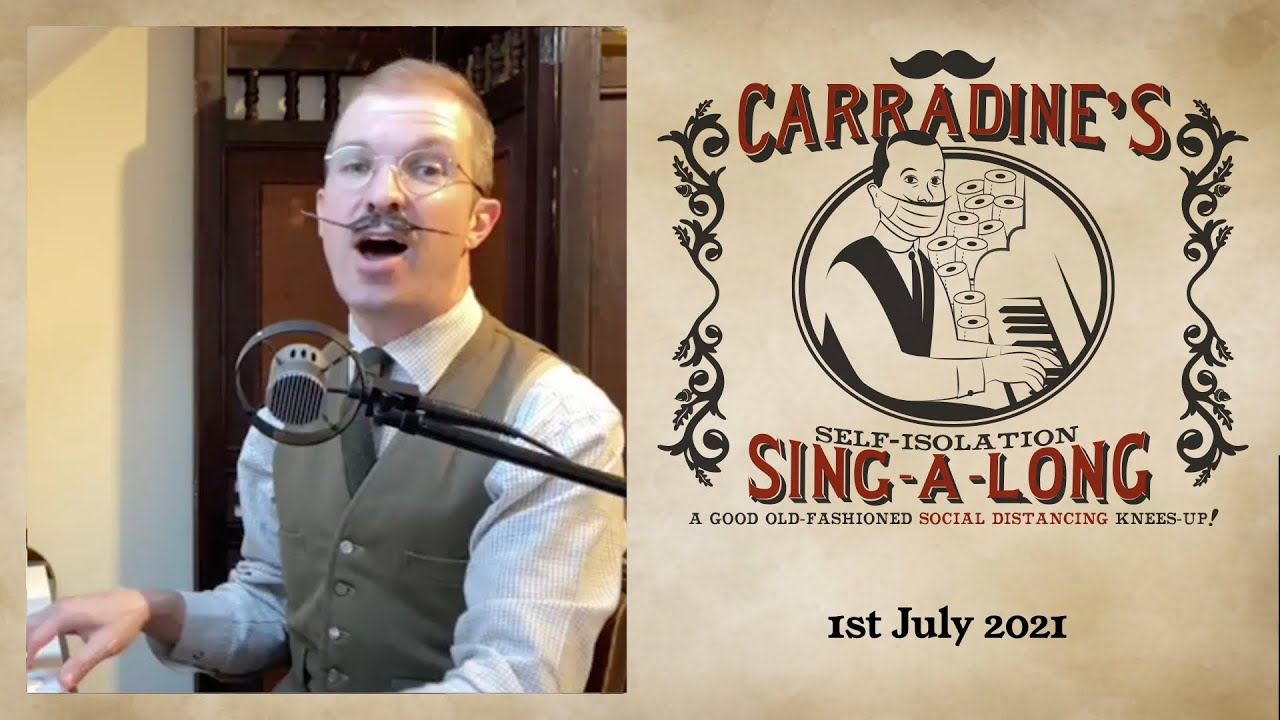 CARRADINE'S
SELF-ISOLATION
SING-A-LONG
A GOOD OLD-FASHIONED SOCIAL DISTANCING KNEES-UP!
1st July 2021